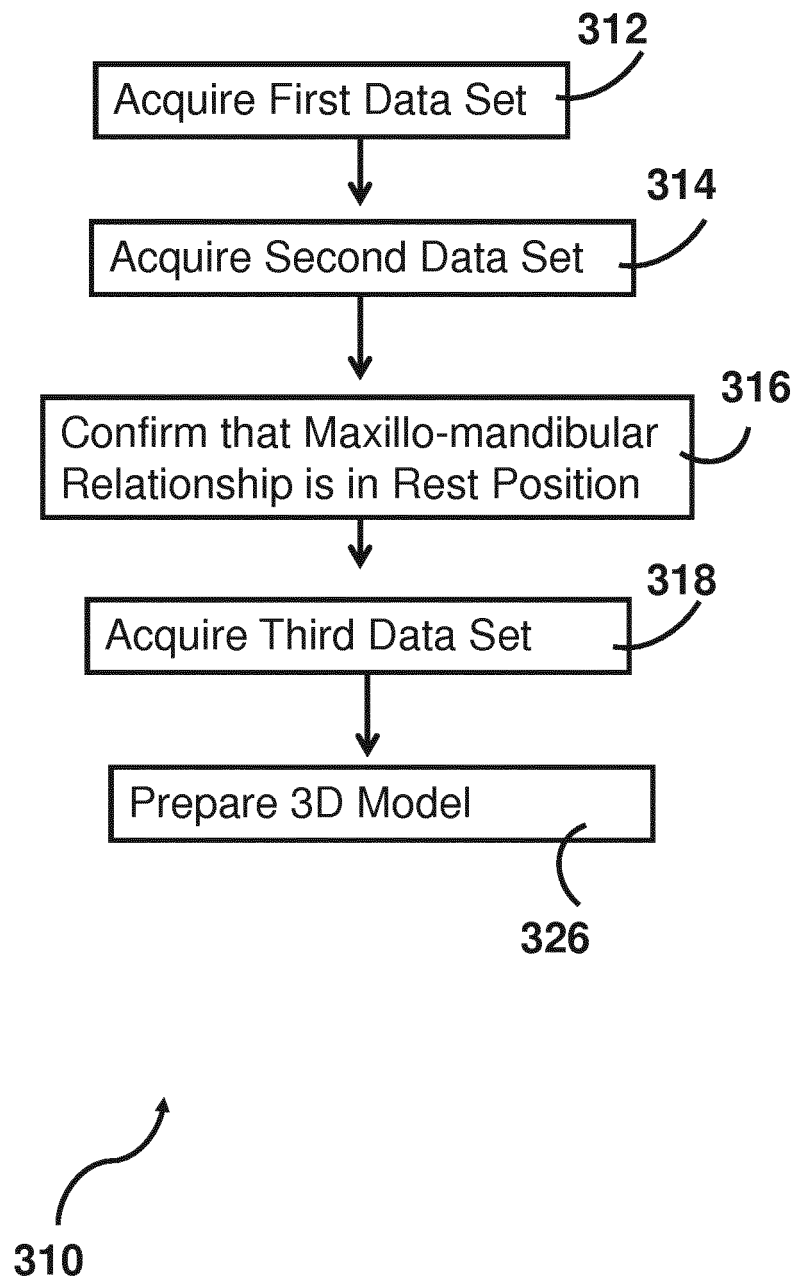 312
Acquire First Data Set
314
Acquire Second Data Set
316
Confirm that Maxillo-mandibular
Relationship is in Rest Position
318
Acquire Third Data Set
Prepare 3D Model
326
310